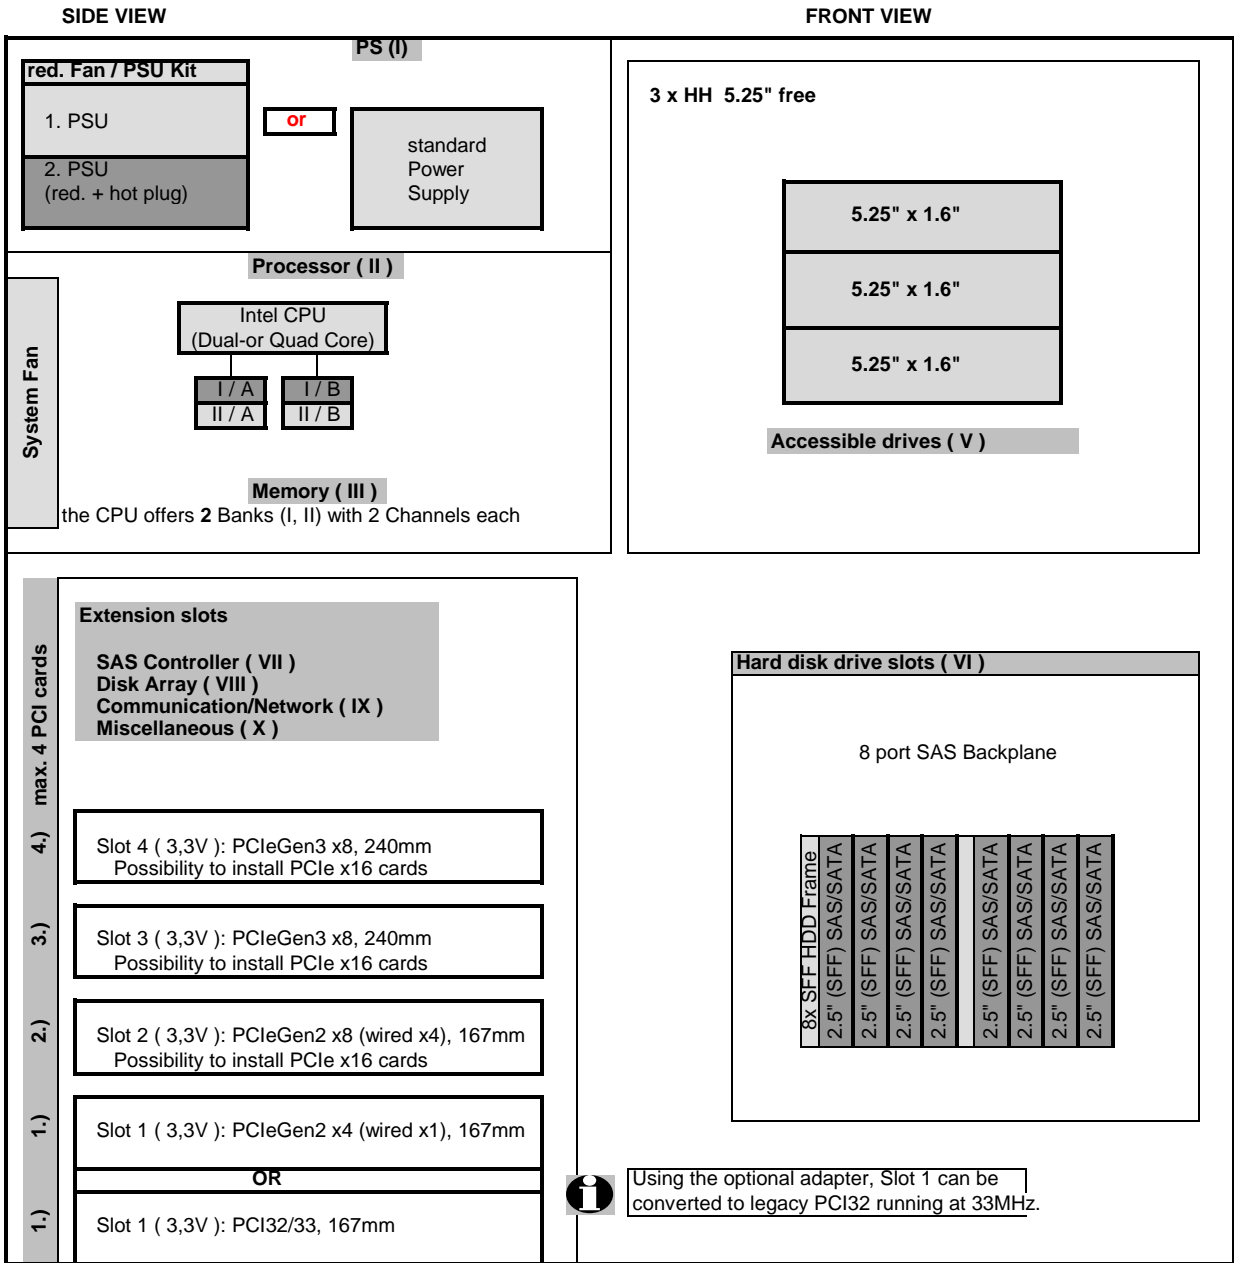 SIDE VIEW
FRONT VIEW
PS (I)
red. Fan / PSU Kit
1. PSU
2. PSU
(red. + hot plug)
or
standard
Power
Supply
3 x HH 5.25" free
5.25" x 1.6"
5.25" x 1.6"
5.25" x 1.6"
Accessible drives ( V )
System Fan
Processor ( II )
Intel CPU
(Dual-or Quad Core)
I / A
I / B
II / A
II / B
Memory ( III )
the CPU offers 2 Banks (I, II) with 2 Channels each
max. 4 PCI cards
Extension slots
SAS Controller ( VII )
Disk Array ( VIII )
Communication/Network ( IX )
Miscellaneous ( X )
4.)
Slot 4 ( 3,3V ): PCIeGen3 x8, 240mm
Possibility to install PCIe x16 cards
3.)
Slot 3 ( 3,3V ): PCIeGen3 x8, 240mm
Possibility to install PCIe x16 cards
2.)
Slot 2 ( 3,3V ): PCIeGen2 x8 (wired x4), 167mm
Possibility to install PCIe x16 cards
1.)
Slot 1 ( 3,3V ): PCIeGen2 x4 (wired x1), 167mm
OR
1.)
Slot 1 ( 3,3V ): PCI32/33, 167mm
Hard disk drive slots ( VI )
8 port SAS Backplane
8x SFF HDD Frame
2.5" (SFF) SAS/SATA
2.5" (SFF) SAS/SATA
2.5" (SFF) SAS/SATA
2.5" (SFF) SAS/SATA
2.5" (SFF) SAS/SATA
2.5" (SFF) SAS/SATA
2.5" (SFF) SAS/SATA
2.5" (SFF) SAS/SATA
i
Using the optional adapter, Slot 1 can be
converted to legacy PCI32 running at 33MHz.